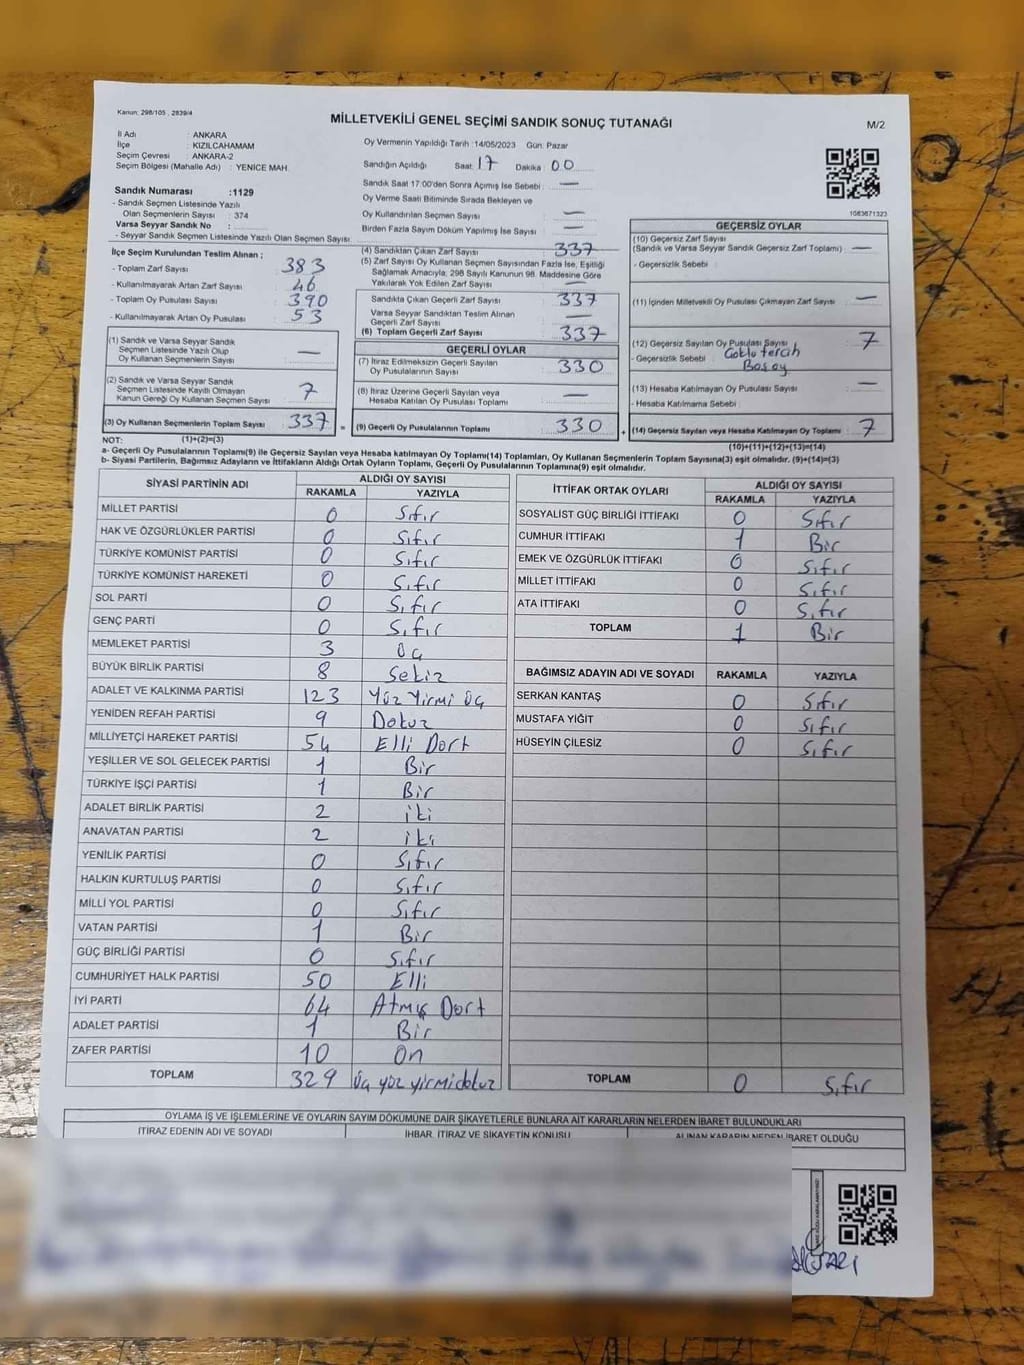 Kanun: 298/105 , 2839/4
MİLLETVEKİLİ GENEL SEÇİMİ SANDIK SONUÇ TUTANAĞI
M/2
İl Adı : ANKARA
İlçe : KIZILCAHAMAM
Seçim Çevresi : ANKARA-2
Seçim Bölgesi (Mahalle Adı) : YENİCE MAH.
Sandık Numarası :1129
- Sandık Seçmen Listesinde Yazılı
Olan Seçmenlerin Sayısı : 374
Varsa Seyyar Sandık No :
- Seyyar Sandık Seçmen Listesinde Yazılı Olan Seçmen Sayısı:
Oy Vermenin Yapıldığı Tarih :14/05/2023 Gün: Pazar
Sandığın Açıldığı Saat: 17 Dakika : 00
Sandık Saat 17:00'den Sonra Açımış İse Sebebi : —
Oy Verme Saati Bitiminde Sırada Bekleyen ve
Oy Kullandırılan Seçmen Sayısı : —
Birden Fazla Sayım Döküm Yapılmış İse Sayısı : —
1083671323
İlçe Seçim Kurulundan Teslim Alınan ;
- Toplam Zarf Sayısı : 383
- Kullanılmayarak Artan Zarf Sayısı : 46
- Toplam Oy Pusulası Sayısı : 390
- Kullanılmayarak Artan Oy Pusulası : 53
(1) Sandık ve Varsa Seyyar Sandık
Seçmen Listesinde Yazılı Olup
Oy Kullanan Seçmenlerin Sayısı : —
(2) Sandık ve Varsa Seyyar Sandık
Seçmen Listesinde Kayıtlı Olmayan
Kanun Gereği Oy Kullanan Seçmen Sayısı : 7
(3) Oy Kullanan Seçmenlerin Toplam Sayısı : 337 =
(4) Sandıktan Çıkan Zarf Sayısı : 337
(5) Zarf Sayısı Oy Kullanan Seçmen Sayısından Fazla İse, Eşitliği
Sağlamak Amacıyla, 298 Sayılı Kanunun 98. Maddesine Göre
Yakılarak Yok Edilen Zarf Sayısı : —
Sandıkta Çıkan Geçerli Zarf Sayısı : 337
Varsa Seyyar Sandıktan Teslim Alınan
Geçerli Zarf Sayısı : —
(6) Toplam Geçerli Zarf Sayısı : 337
GEÇERLİ OYLAR
(7) İtiraz Edilmeksizin Geçerli Sayılan
Oy Pusulalarının Sayısı : 330
(8) İtiraz Üzerine Geçerli Sayılan veya
Hesaba Katılan Oy Pusulası Toplamı : —
(9) Geçerli Oy Pusulalarının Toplamı : 330 +
GEÇERSİZ OYLAR
(10) Geçersiz Zarf Sayısı
(Sandık ve Varsa Seyyar Sandık Geçersiz Zarf Toplamı) : —
- Geçersizlik Sebebi :
(11) İçinden Milletvekili Oy Pusulası Çıkmayan Zarf Sayısı : —
(12) Geçersiz Sayılan Oy Pusulası Sayısı : 7
- Geçersizlik Sebebi : Çoklu tercih
Boş oy
(13) Hesaba Katılmayan Oy Pusulası Sayısı : —
- Hesaba Katılmama Sebebi :
(14) Geçersiz Sayılan veya Hesaba Katılmayan Oy Toplamı : 7
NOT: (1)+(2)=(3)
(10)+(11)+(12)+(13)=(14)
a- Geçerli Oy Pusulalarının Toplamı(9) ile Geçersiz Sayılan veya Hesaba katılmayan Oy Toplamı(14) Toplamları, Oy Kullanan Seçmenlerin Toplam Sayısına(3) eşit olmalıdır. (9)+(14)=(3)
b- Siyasi Partilerin, Bağımsız Adayların ve İttifakların Aldığı Ortak Oyların Toplamı, Geçerli Oy Pusulalarının Toplamına(9) eşit olmalıdır.
SİYASİ PARTİNİN ADI ALDIĞI OY SAYISI
RAKAMLA YAZIYLA
MİLLET PARTİSİ 0 Sıfır
HAK VE ÖZGÜRLÜKLER PARTİSİ 0 Sıfır
TÜRKİYE KOMÜNİST PARTİSİ 0 Sıfır
TÜRKİYE KOMÜNİST HAREKETİ 0 Sıfır
SOL PARTİ 0 Sıfır
GENÇ PARTİ 0 Sıfır
MEMLEKET PARTİSİ 3 üç
BÜYÜK BİRLİK PARTİSİ 8 Sekiz
ADALET VE KALKINMA PARTİSİ 123 Yüz Yirmi üç
YENİDEN REFAH PARTİSİ 9 Dokuz
MİLLİYETÇİ HAREKET PARTİSİ 54 Elli Dört
YEŞİLLER VE SOL GELECEK PARTİSİ 1 Bir
TÜRKİYE İŞÇİ PARTİSİ 1 Bir
ADALET BİRLİK PARTİSİ 2 iki
ANAVATAN PARTİSİ 2 iki
YENİLİK PARTİSİ 0 Sıfır
HALKIN KURTULUŞ PARTİSİ 0 Sıfır
MİLLİ YOL PARTİSİ 0 Sıfır
VATAN PARTİSİ 1 Bir
GÜÇ BİRLİĞİ PARTİSİ 0 Sıfır
CUMHURİYET HALK PARTİSİ 50 Elli
İYİ PARTİ 64 Atmış Dört
ADALET PARTİSİ 1 Bir
ZAFER PARTİSİ 10 On
TOPLAM 329 üç yüz yirmidokuz
İTTİFAK ORTAK OYLARI ALDIĞI OY SAYISI
RAKAMLA YAZIYLA
SOSYALİST GÜÇ BİRLİĞİ İTTİFAKI 0 Sıfır
CUMHUR İTTİFAKI 1 Bir
EMEK VE ÖZGÜRLÜK İTTİFAKI 0 Sıfır
MİLLET İTTİFAKI 0 Sıfır
ATA İTTİFAKI 0 Sıfır
TOPLAM 1 Bir
BAĞIMSIZ ADAYIN ADI VE SOYADI RAKAMLA YAZIYLA
SERKAN KANTAŞ 0 Sıfır
MUSTAFA YİĞİT 0 Sıfır
HÜSEYİN ÇİLESİZ 0 Sıfır
TOPLAM 0 Sıfır
OYLAMA İŞ VE İŞLEMLERİNE VE OYLARIN SAYIM DÖKÜMÜNE DAİR ŞİKAYETLERLE BUNLARA AİT KARARLARIN NELERDEN İBARET BULUNDUKLARI
İTİRAZ EDENİN ADI VE SOYADI İHBAR, İTİRAZ VE ŞİKAYETİN KONUSU ALINAN KARARIN NEDEN İBARET OLDUĞU